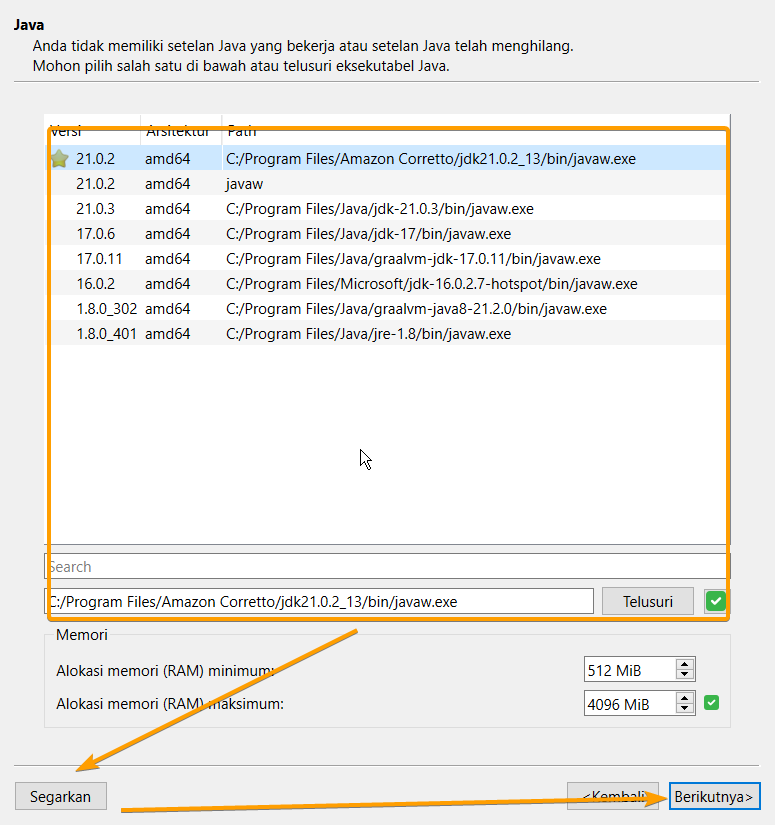 Java
Anda tidak memiliki setelan Java yang bekerja atau setelan Java telah menghilang.
Mohon pilih salah satu di bawah atau telusuri eksekutabel Java.
Versi Arsitektur Path
21.0.2 amd64 C:/Program Files/Amazon Corretto/jdk21.0.2_13/bin/javaw.exe
21.0.2 amd64 javaw
21.0.3 amd64 C:/Program Files/Java/jdk-21.0.3/bin/javaw.exe
17.0.6 amd64 C:/Program Files/Java/jdk-17/bin/javaw.exe
17.0.11 amd64 C:/Program Files/Java/graalvm-jdk-17.0.11/bin/javaw.exe
16.0.2 amd64 C:/Program Files/Microsoft/jdk-16.0.2.7-hotspot/bin/javaw.exe
1.8.0_302 amd64 C:/Program Files/Java/graalvm-java8-21.2.0/bin/javaw.exe
1.8.0_401 amd64 C:/Program Files/Java/jre-1.8/bin/javaw.exe
Search
C:/Program Files/Amazon Corretto/jdk21.0.2_13/bin/javaw.exe Telusuri
Memori
Alokasi memori (RAM) minimum: 512 MiB
Alokasi memori (RAM) maksimum: 4096 MiB
Segarkan <Kembali Berikutnya>